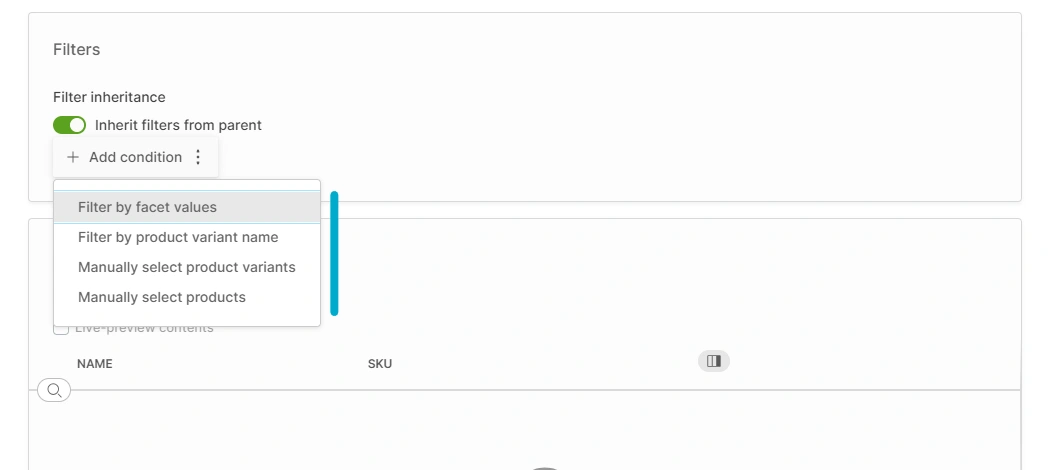 Filters
Filter inheritance
Inherit filters from parent
Add condition
Filter by facet values
Filter by product variant name
Manually select product variants
Manually select products
Live-preview contents
NAME SKU